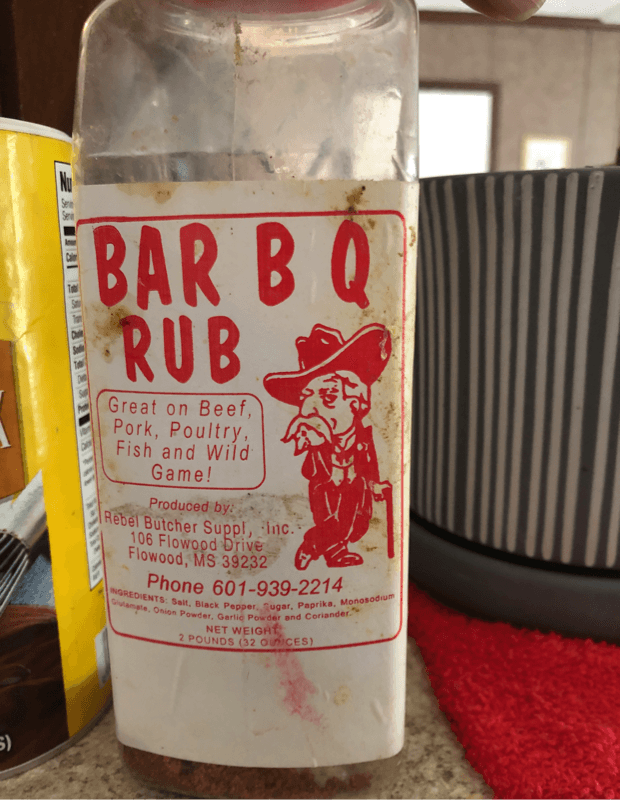 BAR B Q
RUB
Great on Beef,
Pork, Poultry,
Fish and Wild
Game!
Produced by:
Rebel Butcher Suppl, Inc.
106 Flowood Drive
Flowood, MS 39232
Phone 601-939-2214
INGREDIENTS: Salt, Black Pepper, Sugar, Paprika, Monosodium
Glutamate, Onion Powder, Garlic Powder and Coriander.
NET WEIGHT
2 POUNDS (32 OUNCES)
Nu